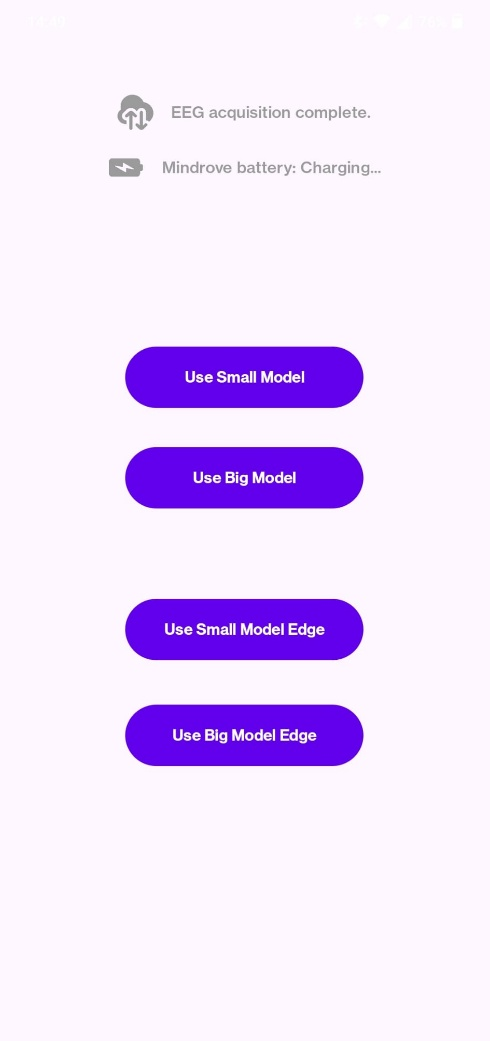 EEG acquisition complete.
Mindrove battery: Charging...
Use Small Model
Use Big Model
Use Small Model Edge
Use Big Model Edge